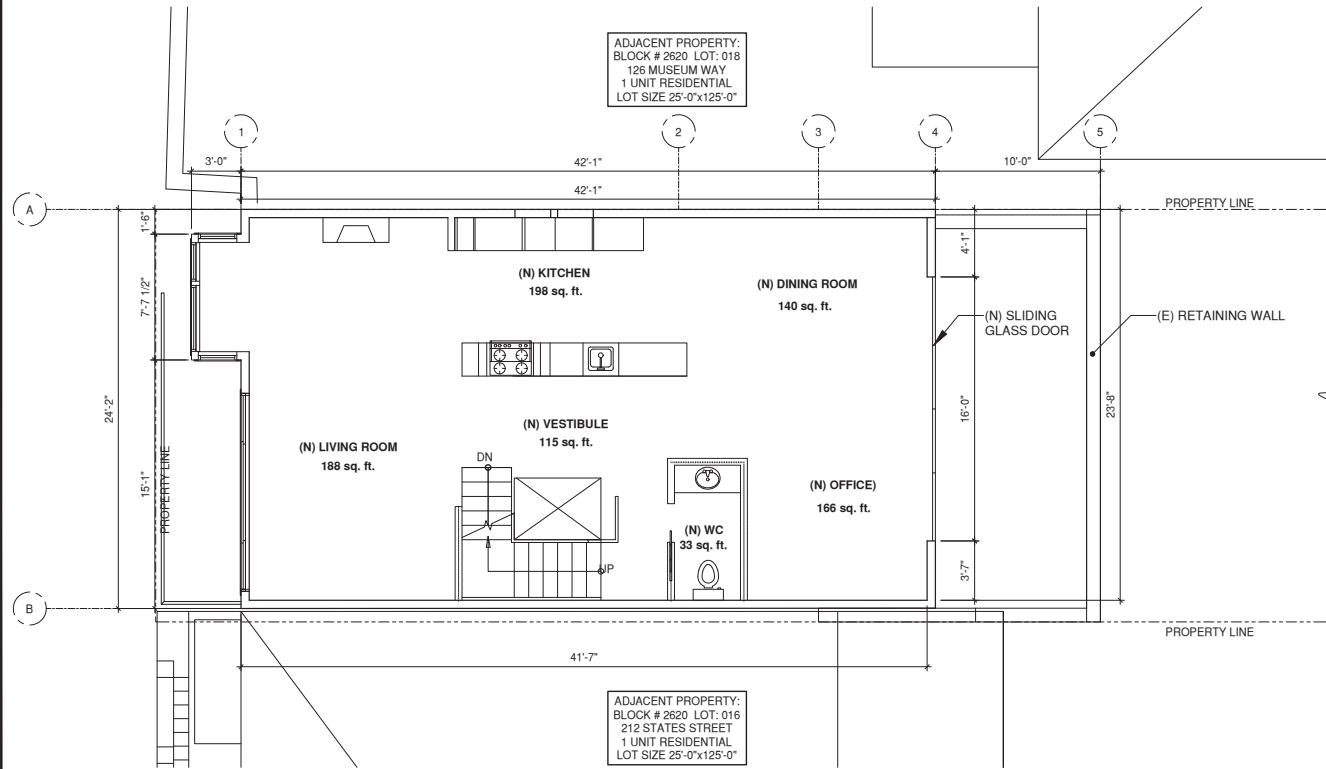 ADJACENT PROPERTY:
BLOCK # 2620 LOT: 018
126 MUSEUM WAY
1 UNIT RESIDENTIAL
LOT SIZE 25'-0"x125'-0"
1
2
3
4
5
3'-0"
42'-1"
10'-0"
42'-1"
A
PROPERTY LINE
1'-6"
4'-1"
(N) KITCHEN
198 sq. ft.
(N) DINING ROOM
140 sq. ft.
7'-7 1/2"
(N) SLIDING
GLASS DOOR
(E) RETAINING WALL
24'-2"
16'-0"
23'-8"
(N) VESTIBULE
115 sq. ft.
(N) LIVING ROOM
188 sq. ft.
DN
15'-1"
PROPERTY LINE
(N) OFFICE)
166 sq. ft.
(N) WC
33 sq. ft.
UP
3'-7"
B
PROPERTY LINE
41'-7"
ADJACENT PROPERTY:
BLOCK # 2620 LOT: 016
212 STATES STREET
1 UNIT RESIDENTIAL
LOT SIZE 25'-0"x125'-0"